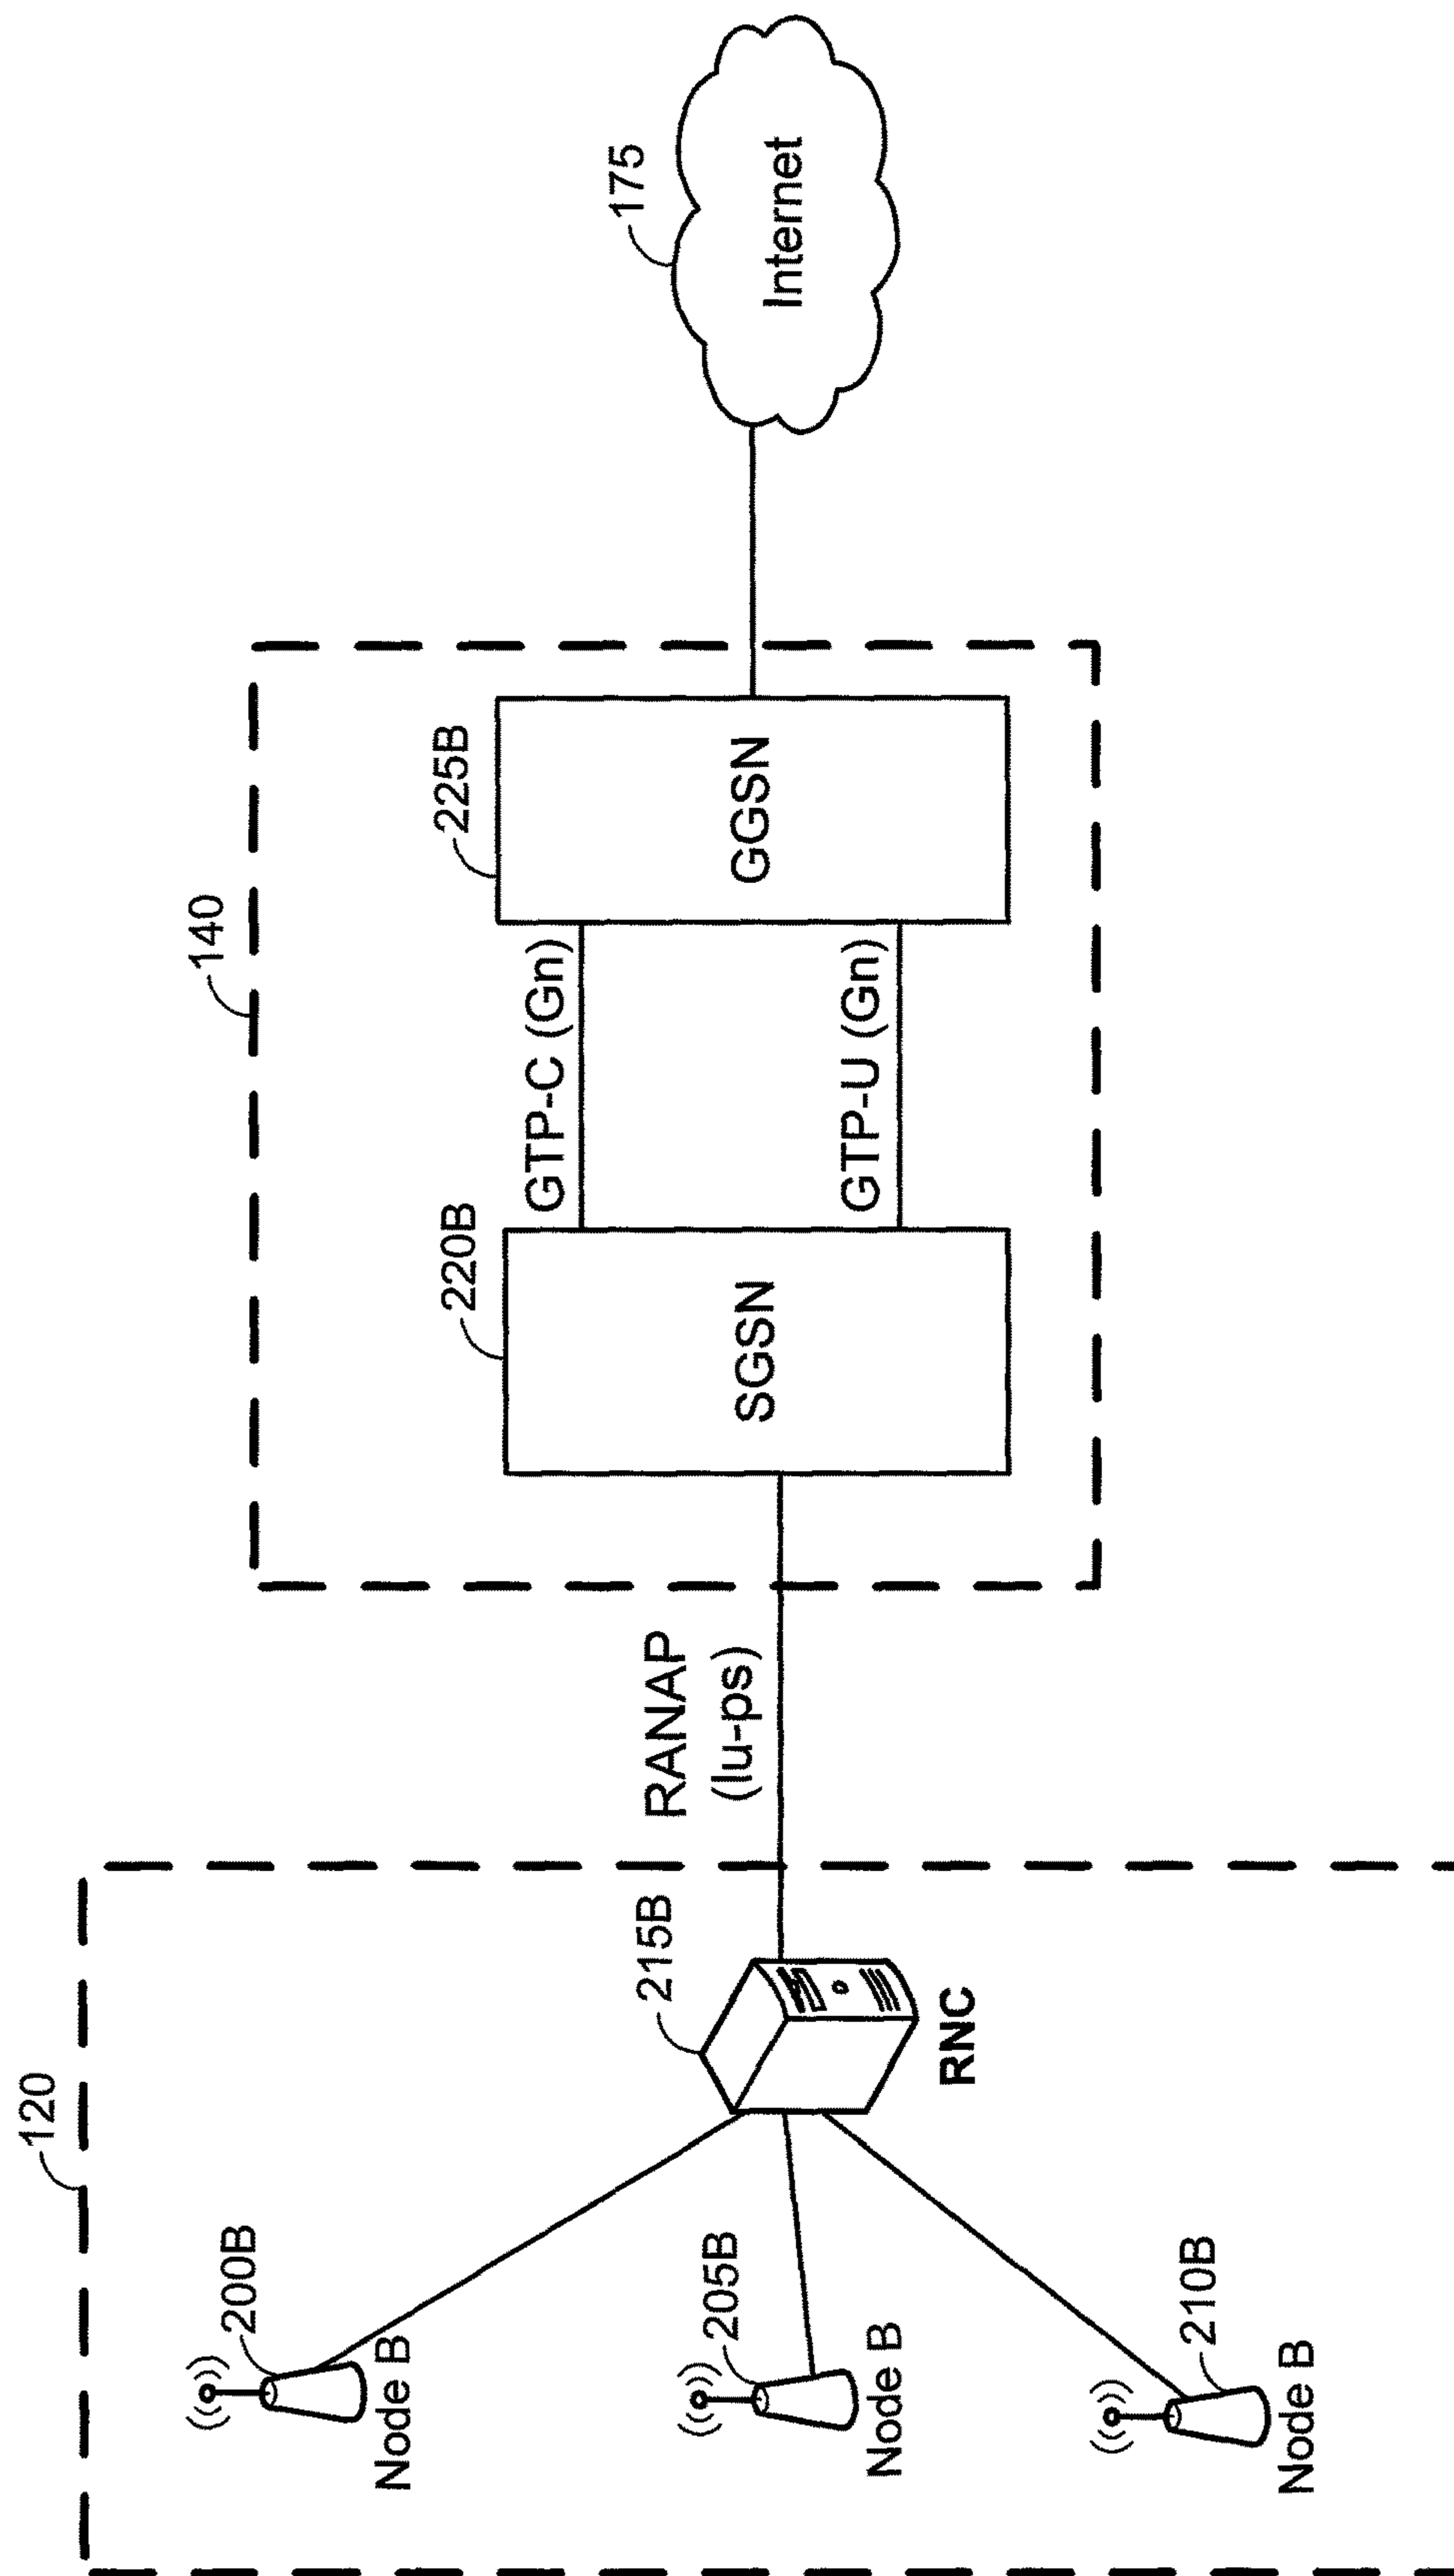 120
200B
Node B
205B
Node B
210B
Node B
215B
RNC
RANAP
(lu-ps)
140
220B
SGSN
GTP-C (Gn)
GTP-U (Gn)
225B
GGSN
175
Internet